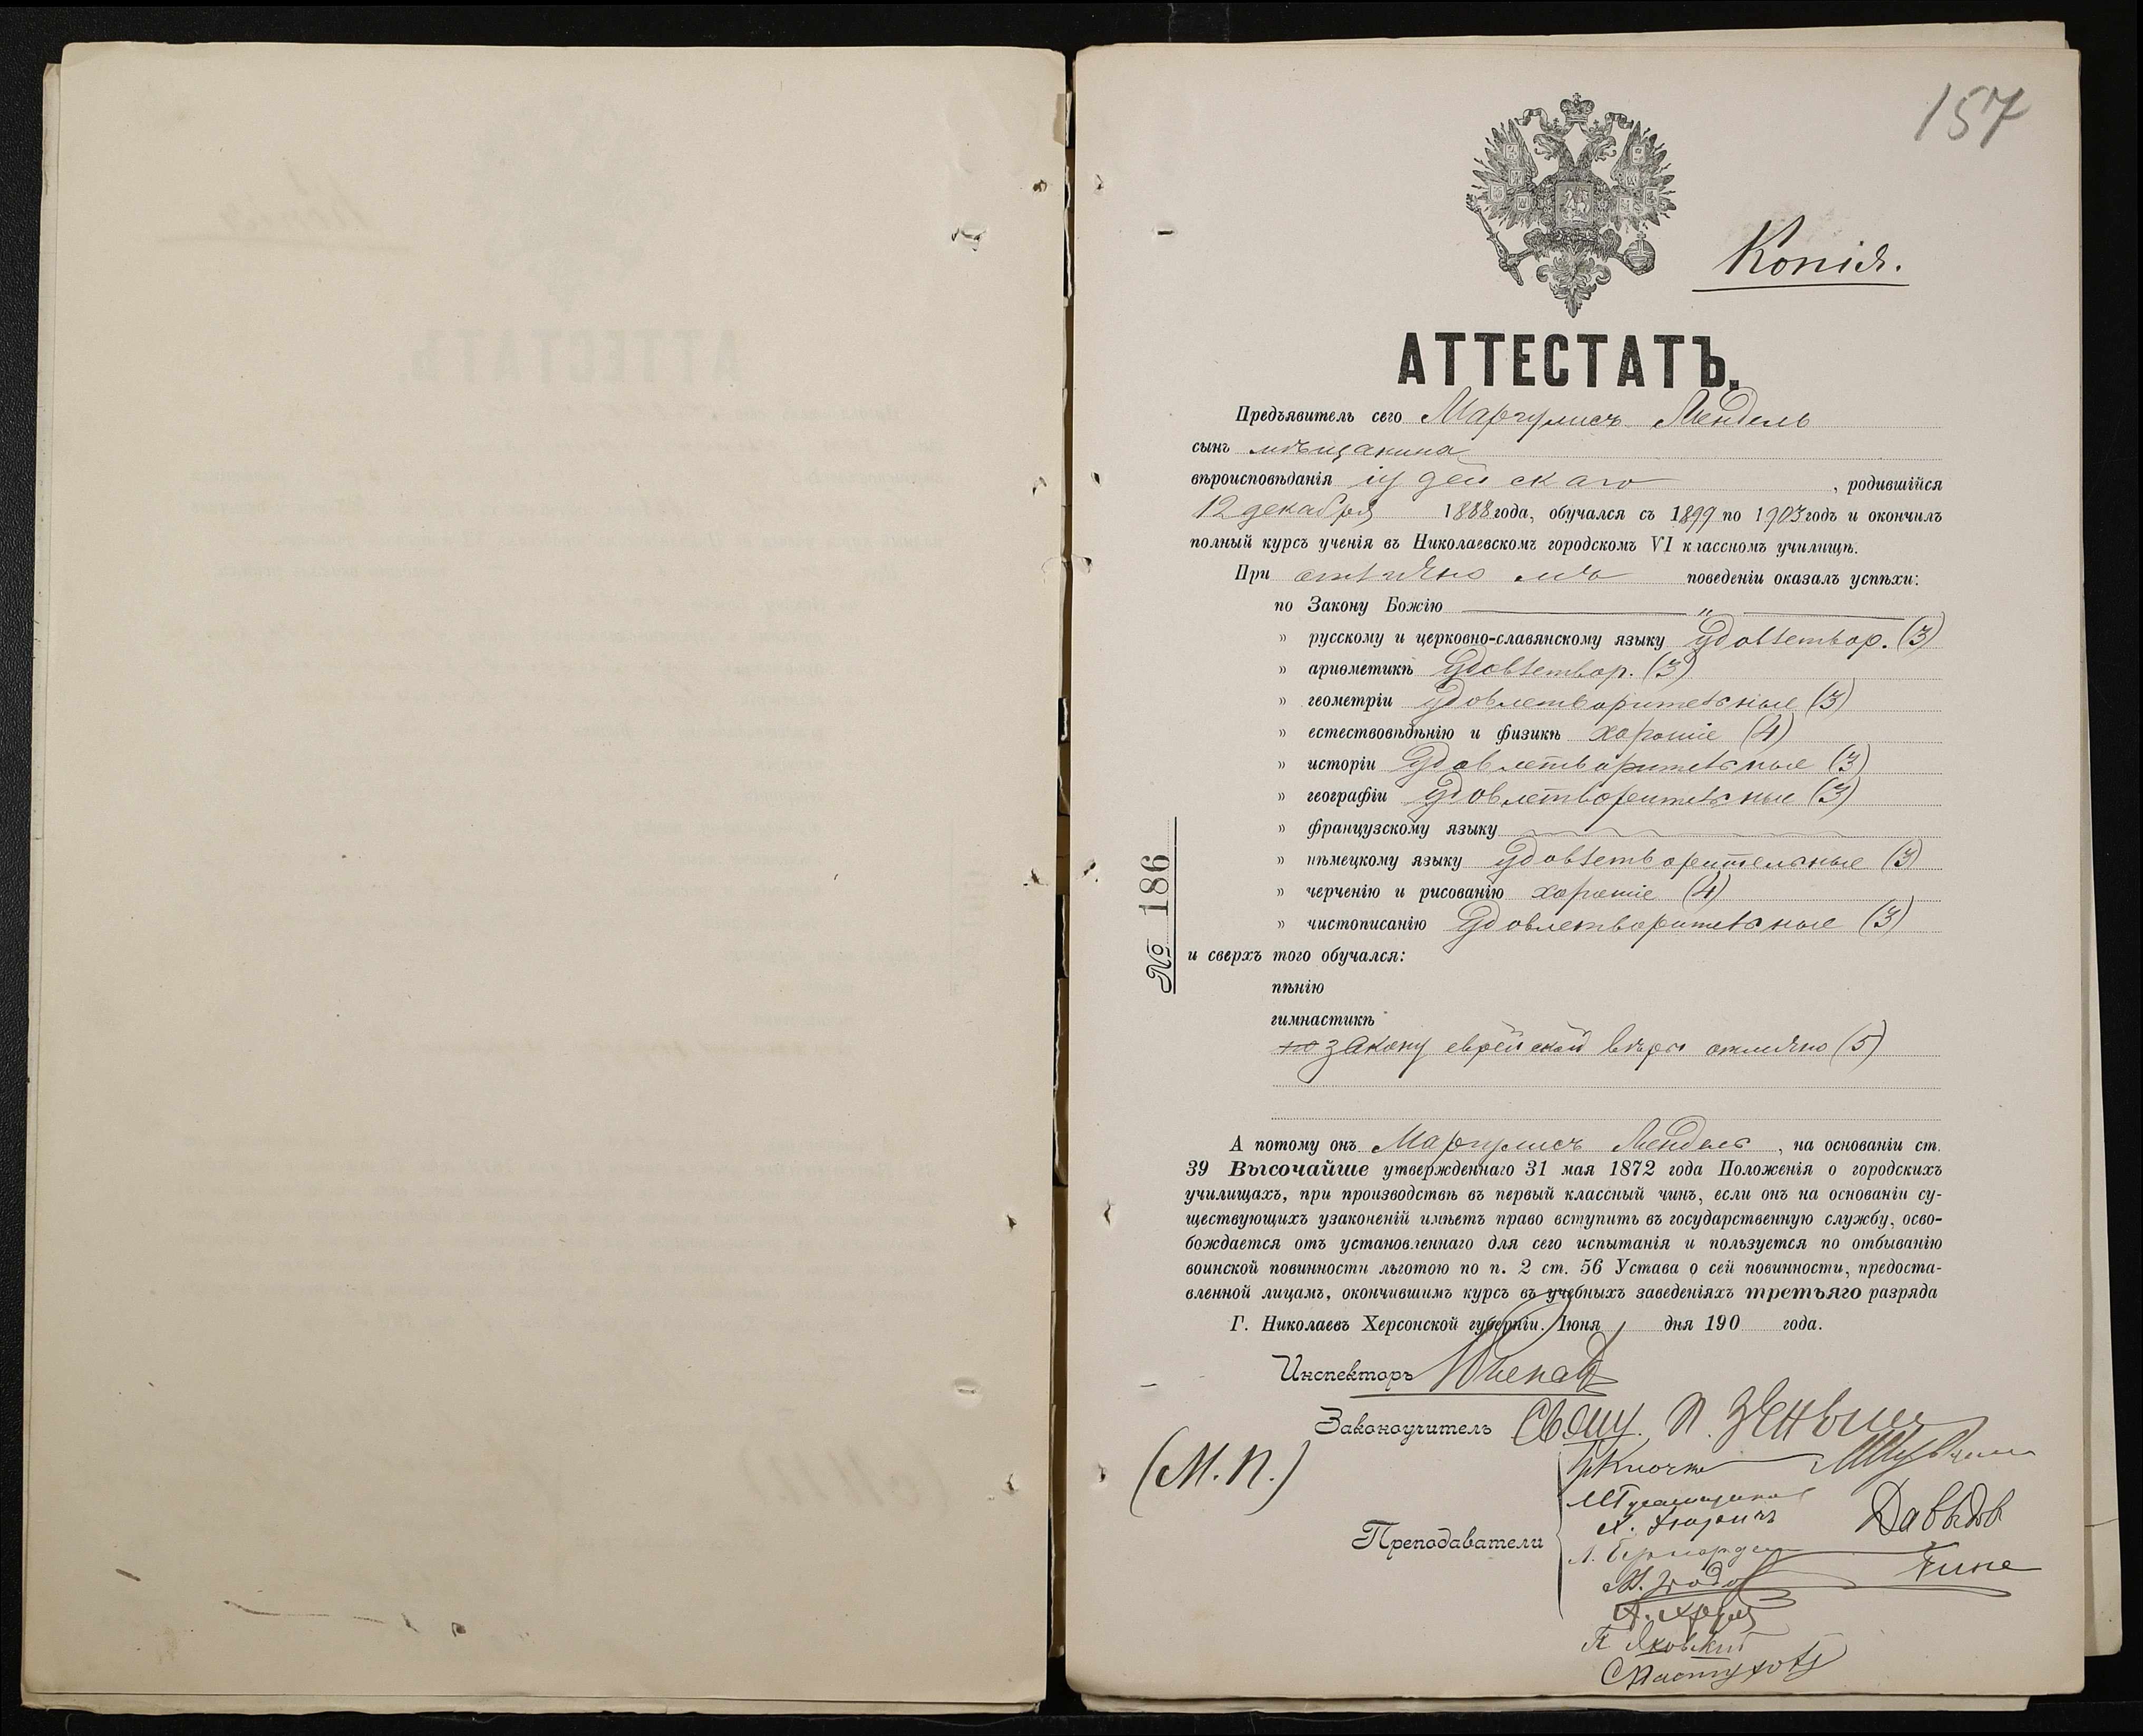 157
Копія.
АТТЕСТАТЪ.
Предъявитель сего Маргулисъ Мендель
сынъ мѣщанина
вѣроисповѣданія іудейскаго , родившійся
12 декабря 1888 года, обучался съ 1899 по 1903 годъ и окончилъ
полный курсъ ученія въ Николаевскомъ городскомъ VI классномъ училищѣ.
При отлично мъ поведеніи оказалъ успѣхи:
по Закону Божію — „ —
» русскому и церковно-славянскому языку удовлетвор. (3)
» ариѳметикѣ удовлетвор. (3)
» геометріи удовлетворительные (3)
» естествовѣдѣнію и физикѣ хорошіе (4)
» исторіи удовлетворительные (3)
» географіи удовлетворительные (3)
» французскому языку
» нѣмецкому языку удовлетворительные (3)
» черченію и рисованію хорошіе (4)
» чистописанію удовлетворительные (3)
№ 186
и сверхъ того обучался:
пѣнію
гимнастикѣ
по закону еврейской вѣры отлично (5)
А потому онъ Маргулисъ Мендель , на основаніи ст.
39 Высочайше утвержденнаго 31 мая 1872 года Положенія о городскихъ
училищахъ, при производствѣ въ первый классный чинъ, если онъ на основаніи су-
ществующихъ узаконеній имѣетъ право вступить въ государственную службу, осво-
бождается отъ установленнаго для сего испытанія и пользуется по отбыванію
воинской повинности льготою по п. 2 ст. 56 Устава о сей повинности, предоста-
вленной лицамъ, окончившимъ курсъ въ учебныхъ заведеніяхъ третьяго разряда
Г. Николаевъ Херсонской губерніи. Іюня 1 дня 190 года.
Инспекторъ
Законоучитель Свящ. П.
(М. П.)
Преподаватели
Давыдов